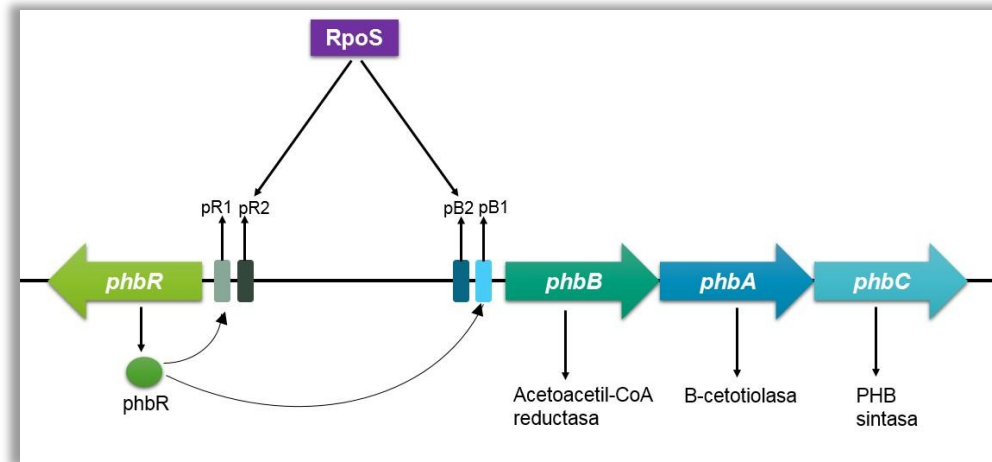 RpoS
pR1
pR2
pB2
pB1
phbR
phbB
phbA
phbC
phbR
Acetoacetil-CoA
reductasa
B-cetotiolasa
PHB
sintasa